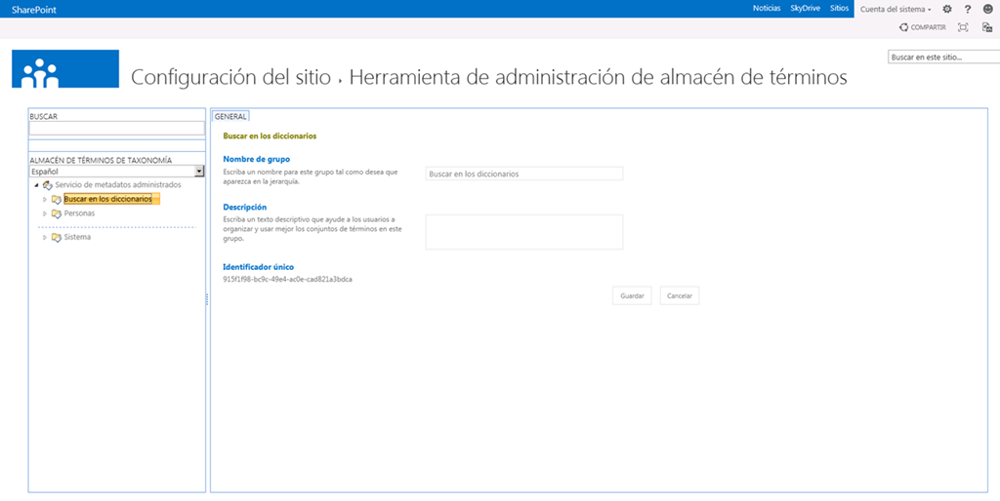 SharePoint
Noticias SkyDrive Sitios Cuenta del sistema
COMPARTIR
Configuración del sitio › Herramienta de administración de almacén de términos
Buscar en este sitio...
BUSCAR
ALMACÉN DE TÉRMINOS DE TAXONOMÍA
Español
Servicio de metadatos administrados
Buscar en los diccionarios
Personas
Sistema
GENERAL
Buscar en los diccionarios
Nombre de grupo
Escriba un nombre para este grupo tal como desea que
aparezca en la jerarquía.
Buscar en los diccionarios
Descripción
Escriba un texto descriptivo que ayude a los usuarios a
organizar y usar mejor los conjuntos de términos en este
grupo.
Identificador único
915f1f98-bc9c-49e4-ac0e-cad821a3bdca
Guardar Cancelar